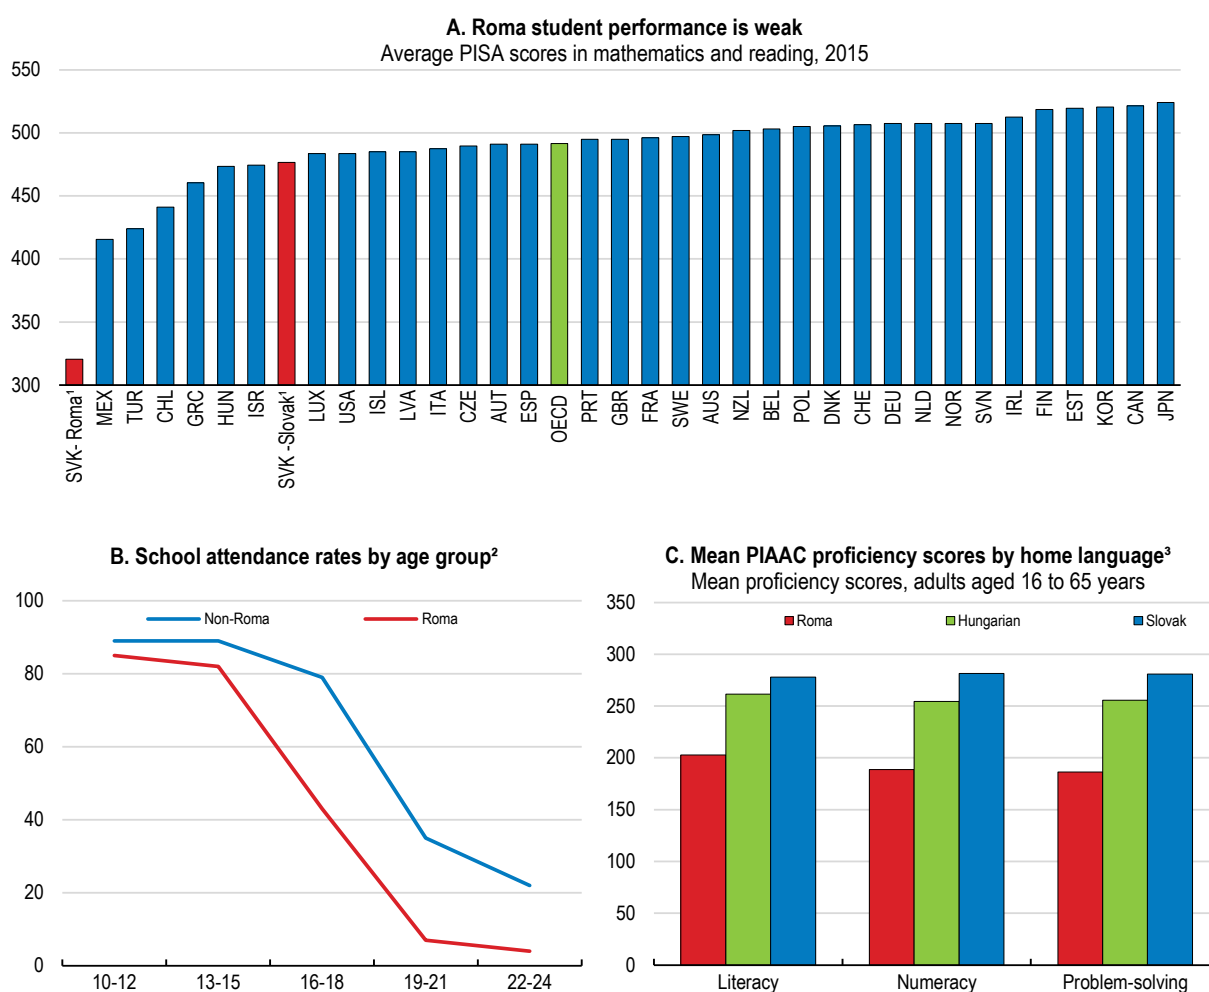 A. Roma student performance is weak
Average PISA scores in mathematics and reading, 2015
550
500
450
400
350
300
SVK- Roma¹
MEX
TUR
CHL
GRC
HUN
ISR
SVK -Slovak¹
LUX
USA
ISL
LVA
ITA
CZE
AUT
ESP
OECD
PRT
GBR
FRA
SWE
AUS
NZL
BEL
POL
DNK
CHE
DEU
NLD
NOR
SVN
IRL
FIN
EST
KOR
CAN
JPN
B. School attendance rates by age group²
100
80
60
40
20
0
Non-Roma
Roma
10-12
13-15
16-18
19-21
22-24
C. Mean PIAAC proficiency scores by home language³
Mean proficiency scores, adults aged 16 to 65 years
350
300
250
200
150
100
50
0
Roma
Hungarian
Slovak
Literacy
Numeracy
Problem-solving